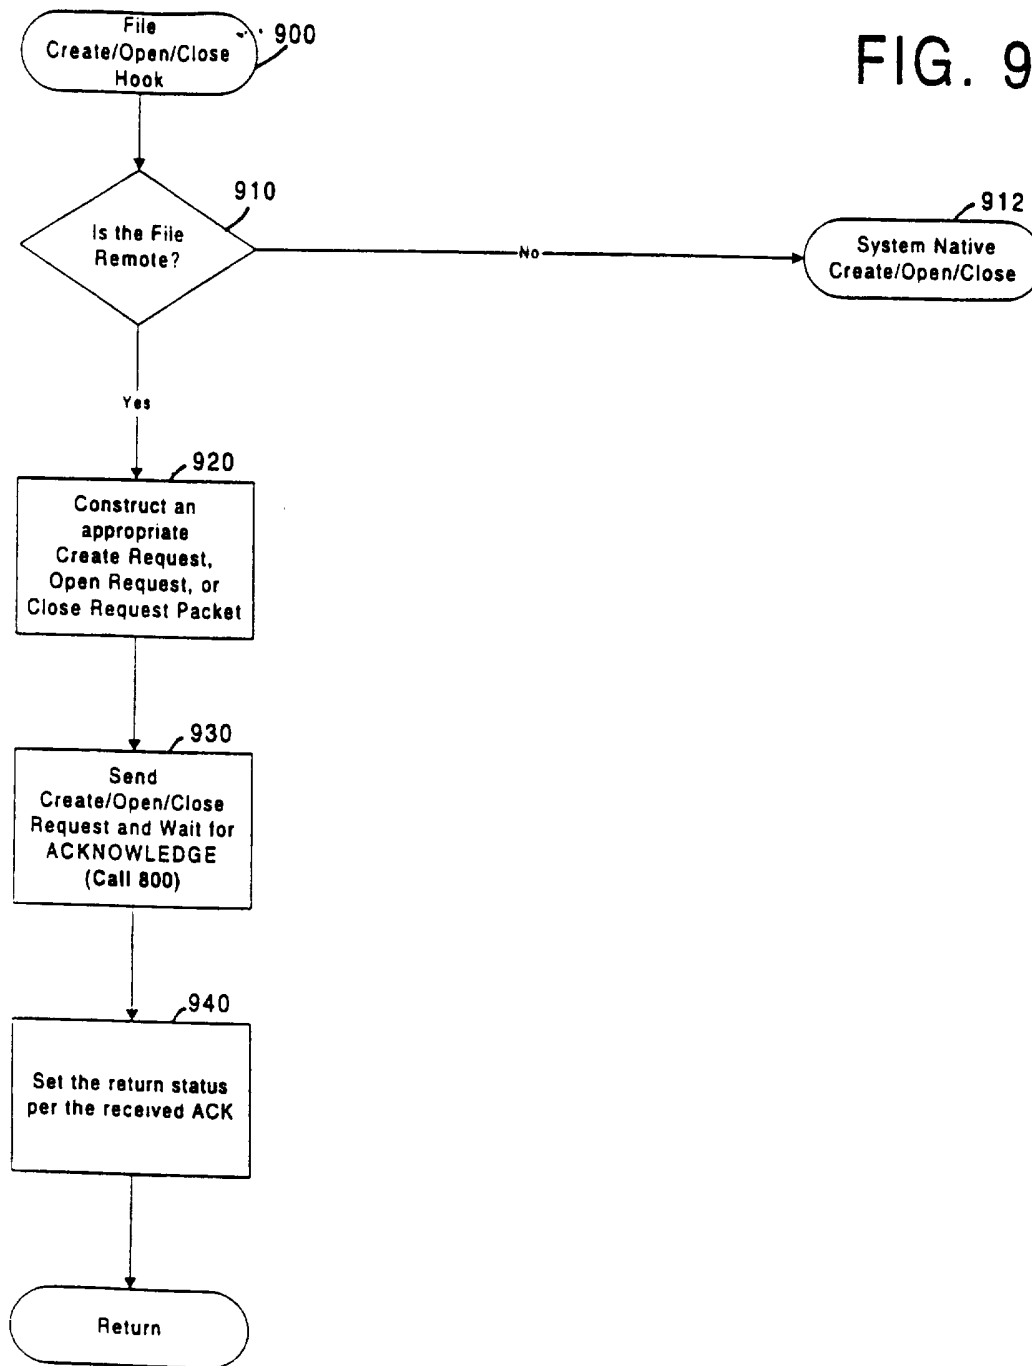 FIG. 9
File
Create/Open/Close
Hook
900
910
Is the File
Remote?
No
912
System Native
Create/Open/Close
Yes
920
Construct an
appropriate
Create Request,
Open Request, or
Close Request Packet
930
Send
Create/Open/Close
Request and Wait for
ACKNOWLEDGE
(Call 800)
940
Set the return status
per the received ACK
Return